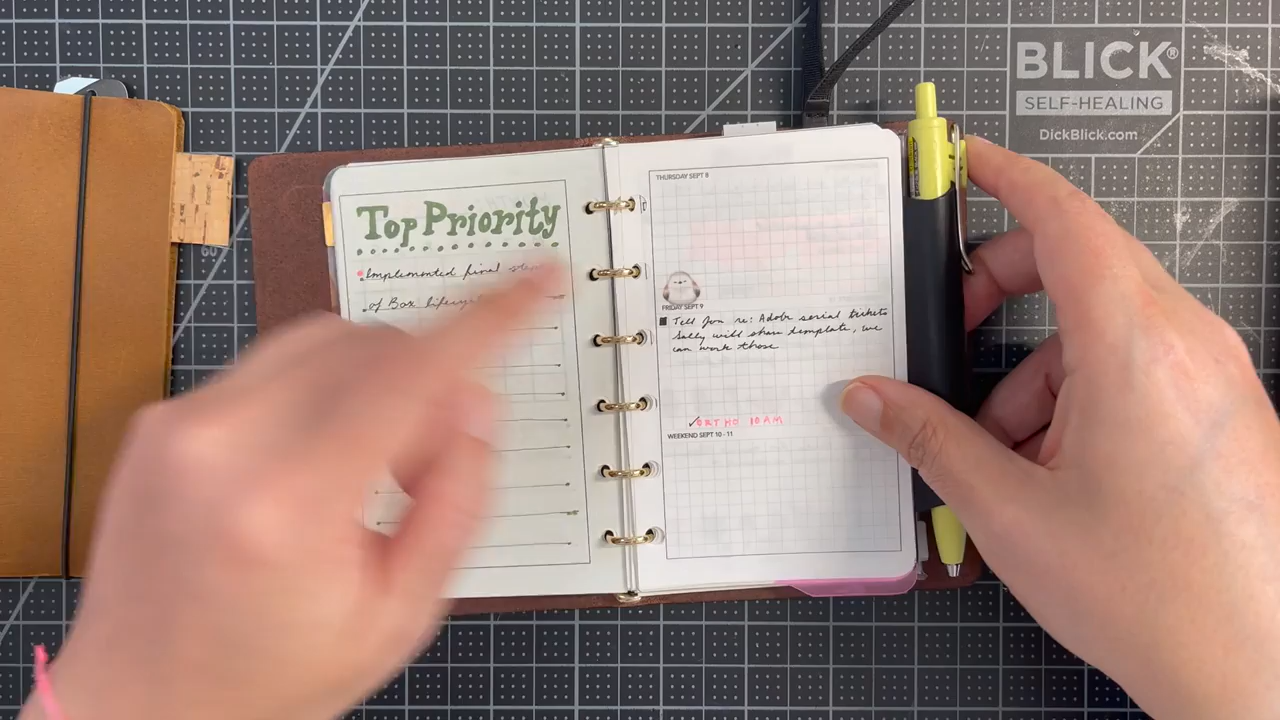 BLICK®
SELF-HEALING
DickBlick.com
60
Top Priority
Implemented final
of Box
THURSDAY SEPT 8
FRIDAY SEPT 9
Tell Jon re: Adobe serial tickets
Sally will share template, we
can work those
✓ORTHO 10AM
WEEKEND SEPT 10 - 11